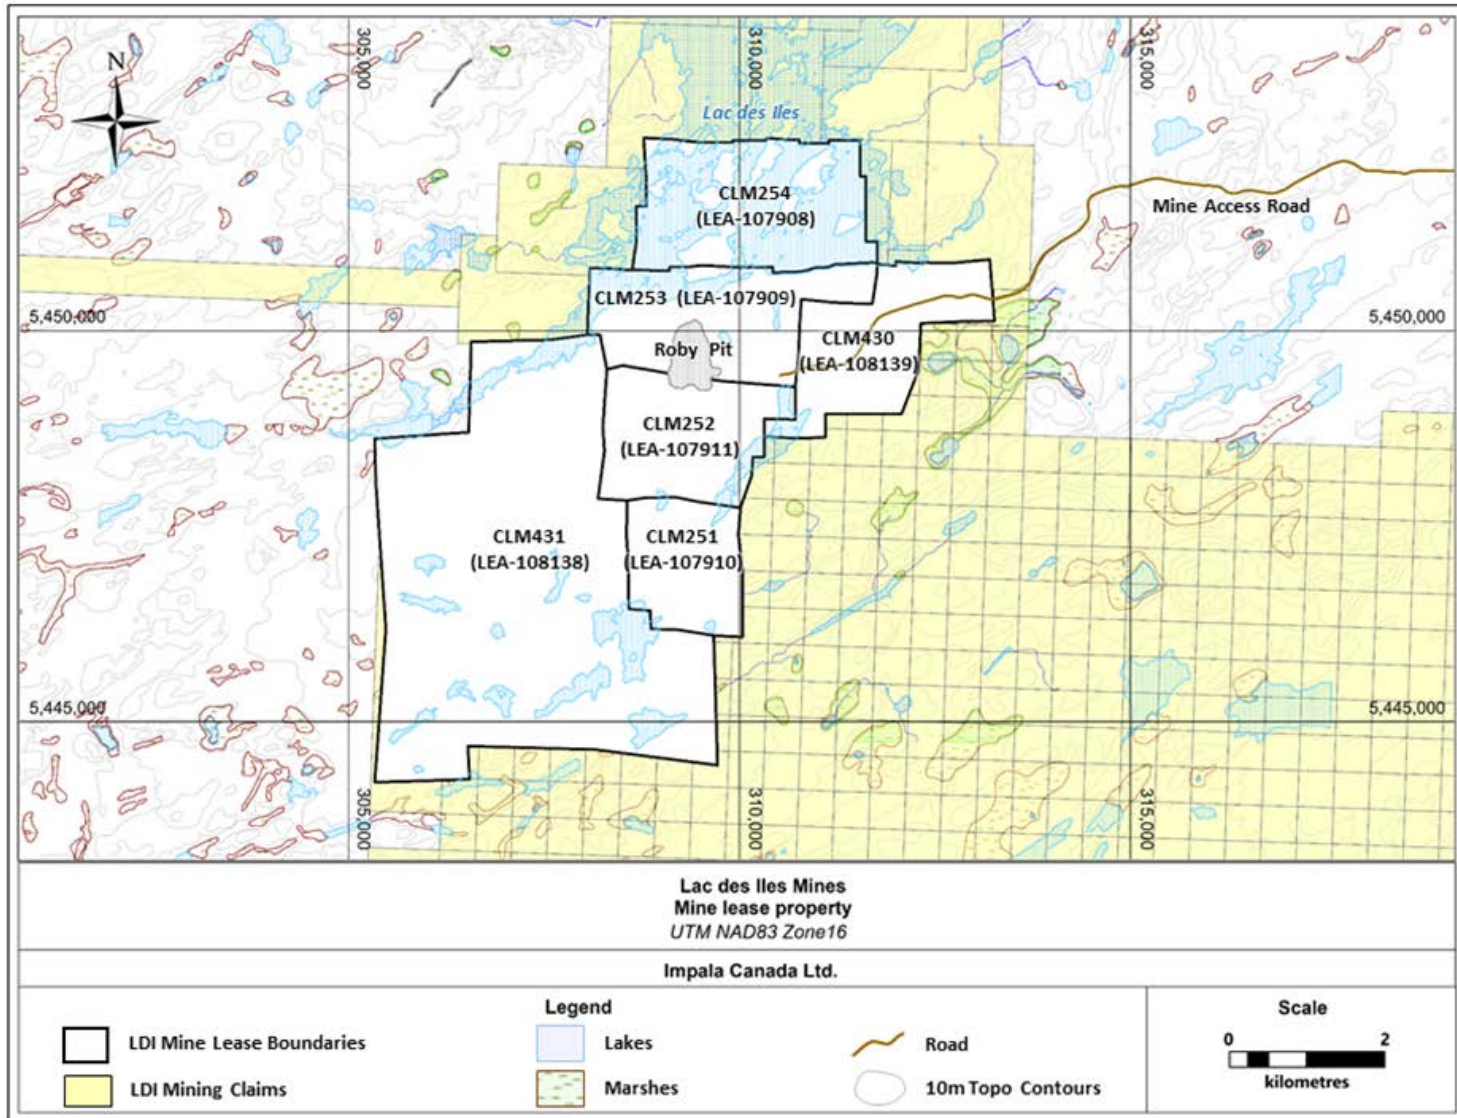 305,000
310,000
315,000
N
Lac des Iles
CLM254
(LEA-107908)
Mine Access Road
CLM253 (LEA-107909)
5,450,000
5,450,000
Roby Pit
CLM430
(LEA-108139)
CLM252
(LEA-107911)
CLM431
(LEA-108138)
CLM251
(LEA-107910)
5,445,000
5,445,000
305,000
310,000
315,000
Lac des Iles Mines
Mine lease property
UTM NAD83 Zone16
Impala Canada Ltd.
Legend
Scale
LDI Mine Lease Boundaries
Lakes
Road
0 2
kilometres
LDI Mining Claims
Marshes
10m Topo Contours